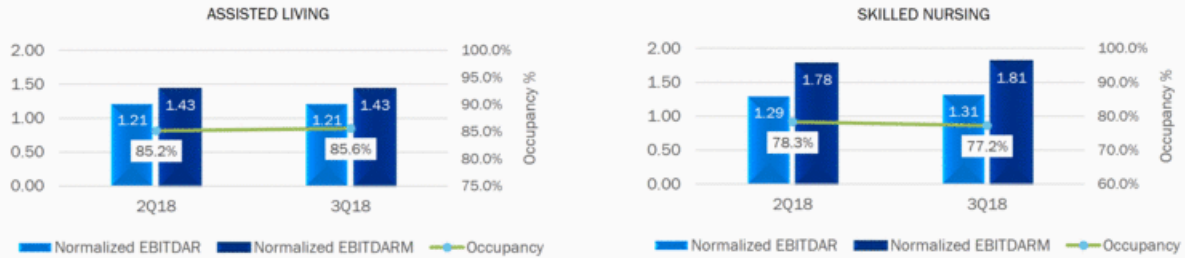 ASSISTED LIVING
2.00
1.50
1.00
0.50
0.00
1.21
1.43
85.2%
1.21
1.43
85.6%
100.0%
95.0%
90.0%
85.0%
80.0%
75.0%
Occupancy %
2Q18
3Q18
Normalized EBITDAR
Normalized EBITDARM
Occupancy
SKILLED NURSING
2.00
1.50
1.00
0.50
0.00
1.29
1.78
78.3%
1.31
1.81
77.2%
100.0%
90.0%
80.0%
70.0%
60.0%
Occupancy %
2Q18
3Q18
Normalized EBITDAR
Normalized EBITDARM
Occupancy